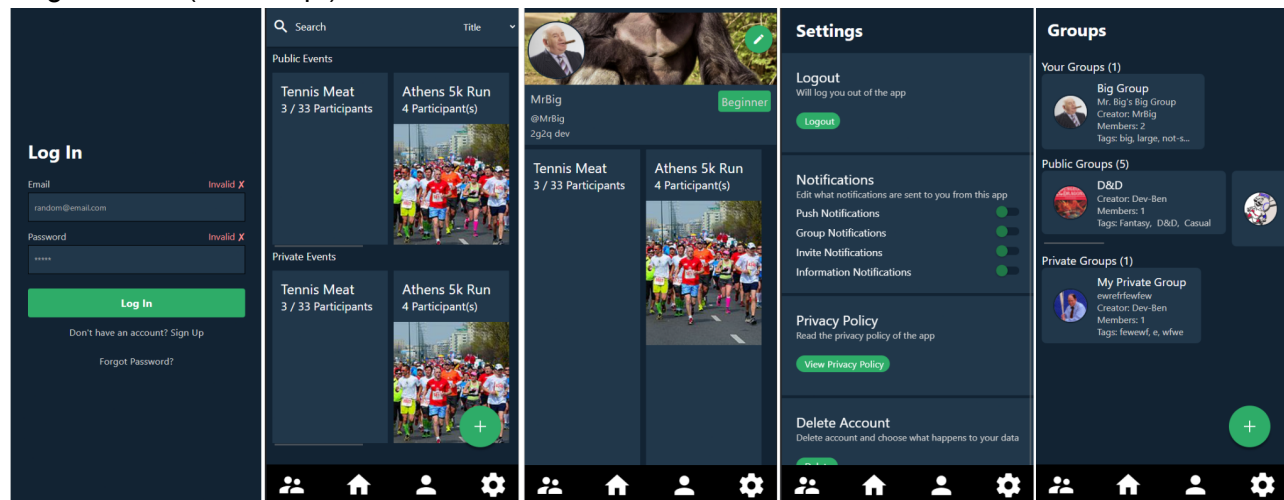 Log In
Email
Invalid ✗
random@email.com
Password
Invalid ✗
*****
Log In
Don't have an account? Sign Up
Forgot Password?
Search
Title
Public Events
Tennis Meat
3 / 33 Participants
Athens 5k Run
4 Participant(s)
Private Events
Tennis Meat
3 / 33 Participants
Athens 5k Run
4 Participant(s)
+
MrBig
Beginner
@MrBig
2g2q dev
Tennis Meat
3 / 33 Participants
Athens 5k Run
4 Participant(s)
Settings
Logout
Will log you out of the app
Logout
Notifications
Edit what notifications are sent to you from this app
Push Notifications
Group Notifications
Invite Notifications
Information Notifications
Privacy Policy
Read the privacy policy of the app
View Privacy Policy
Delete Account
Delete account and choose what happens to your data
Groups
Your Groups (1)
Big Group
Mr. Big's Big Group
Creator: MrBig
Members: 2
Tags: big, large, not-s...
Public Groups (5)
D&D
Creator: Dev-Ben
Members: 1
Tags: Fantasy, D&D, Casual
Private Groups (1)
My Private Group
ewrefrfewfew
Creator: Dev-Ben
Members: 1
Tags: fewewf, e, wfwe
+